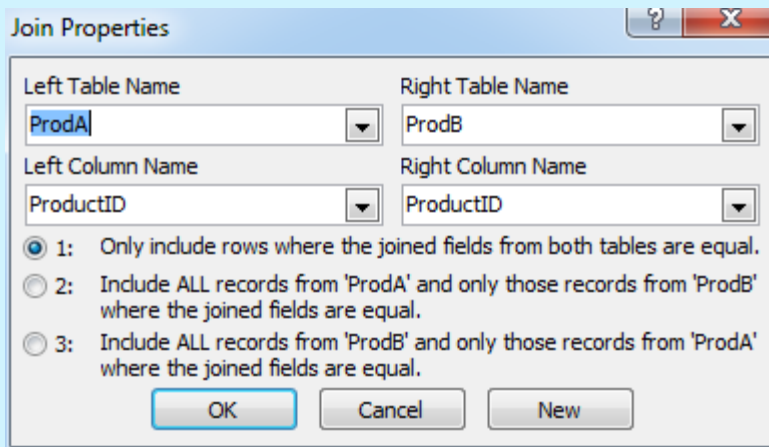 Join Properties
? X
Left Table Name Right Table Name
ProdA ProdB
Left Column Name Right Column Name
ProductID ProductID
1: Only include rows where the joined fields from both tables are equal.
2: Include ALL records from 'ProdA' and only those records from 'ProdB'
where the joined fields are equal.
3: Include ALL records from 'ProdB' and only those records from 'ProdA'
where the joined fields are equal.
OK Cancel New